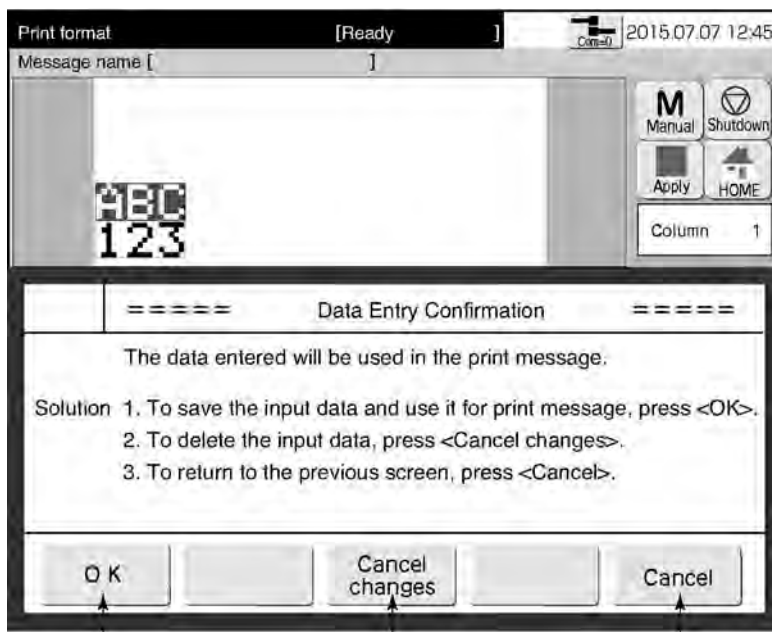 Print format [Ready ] Com=0 2015.07.07 12:45
Message name [ ]
M
Manual Shutdown
Apply HOME
ABC
123
Column 1
===== Data Entry Confirmation =====
The data entered will be used in the print message.
Solution 1. To save the input data and use it for print message, press <OK>.
2. To delete the input data, press <Cancel changes>.
3. To return to the previous screen, press <Cancel>.
OK Cancel changes Cancel